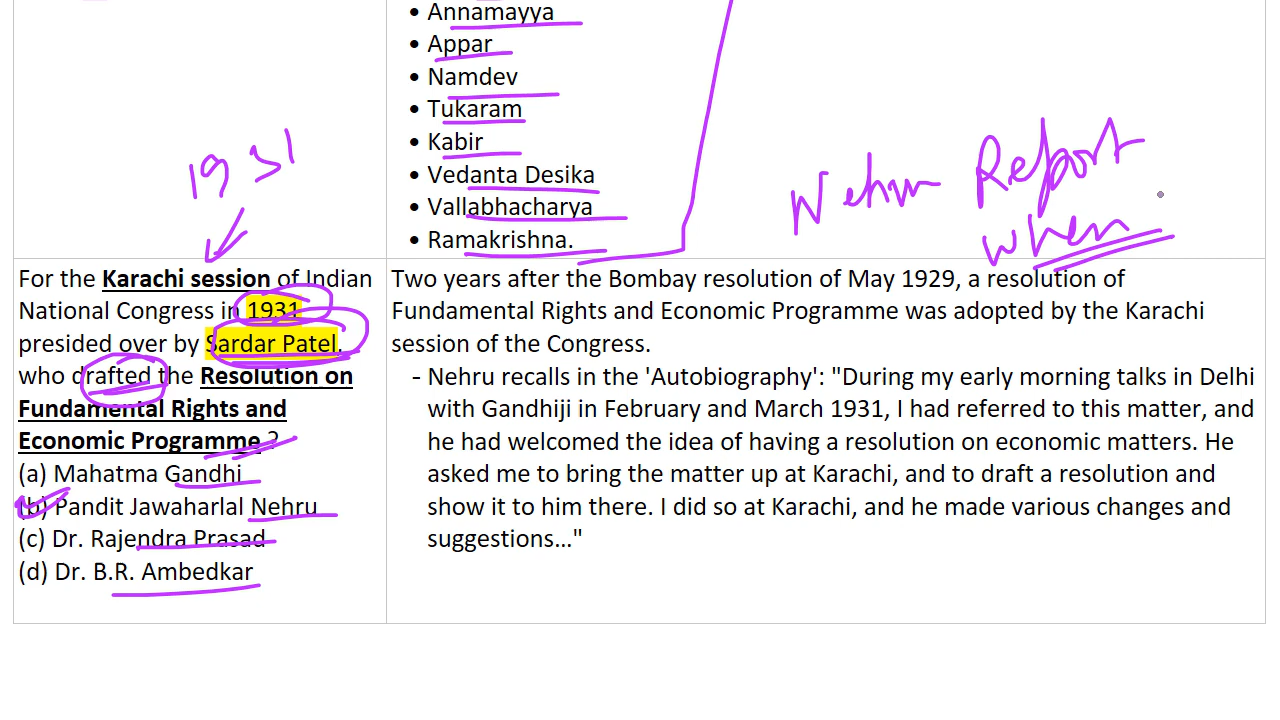 • Annamayya
• Appar
• Namdev
• Tukaram
• Kabir
• Vedanta Desika
• Vallabhacharya
• Ramakrishna.
1931
Nehru Report
When
For the Karachi session of Indian
National Congress in 1931
presided over by Sardar Patel,
who drafted the Resolution on
Fundamental Rights and
Economic Programme ?
(a) Mahatma Gandhi
(b) Pandit Jawaharlal Nehru
(c) Dr. Rajendra Prasad
(d) Dr. B.R. Ambedkar
Two years after the Bombay resolution of May 1929, a resolution of
Fundamental Rights and Economic Programme was adopted by the Karachi
session of the Congress.
- Nehru recalls in the 'Autobiography': "During my early morning talks in Delhi
with Gandhiji in February and March 1931, I had referred to this matter, and
he had welcomed the idea of having a resolution on economic matters. He
asked me to bring the matter up at Karachi, and to draft a resolution and
show it to him there. I did so at Karachi, and he made various changes and
suggestions…"